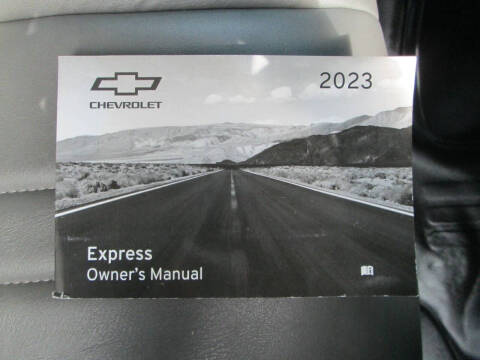 CHEVROLET
2023
Express
Owner's Manual